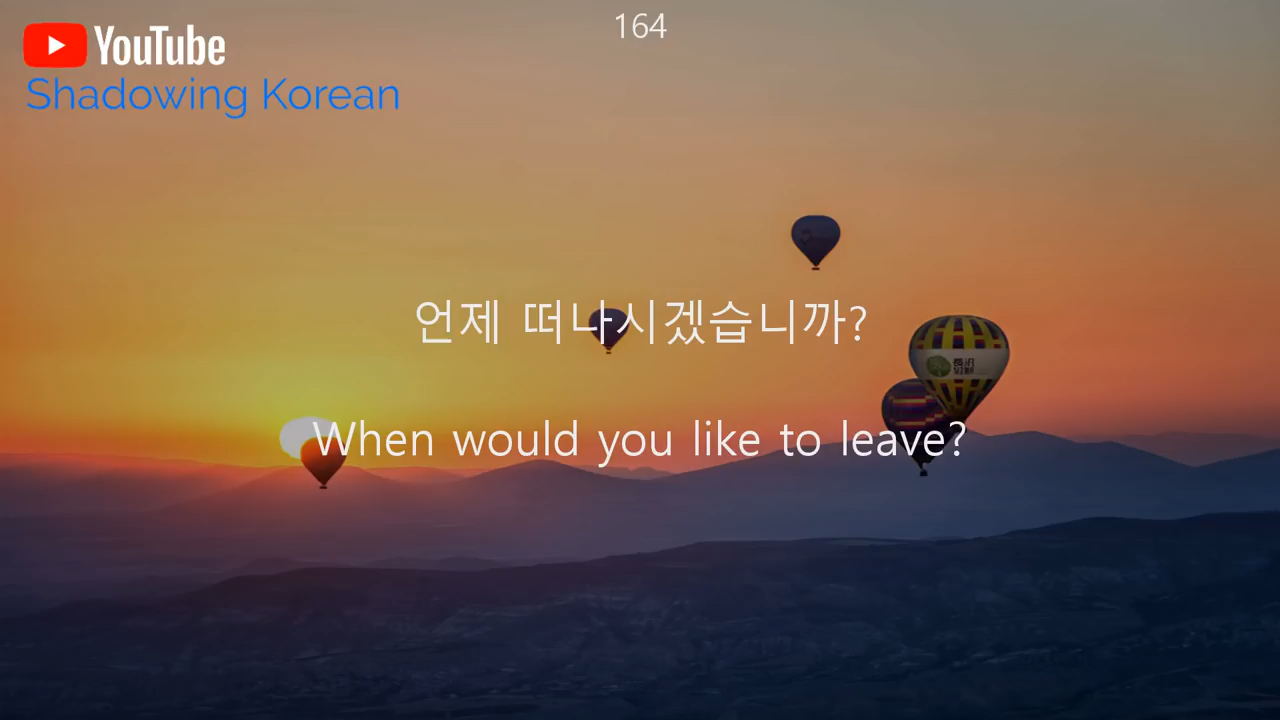 164
YouTube
Shadowing Korean
언제 떠나시겠습니까?
When would you like to leave?